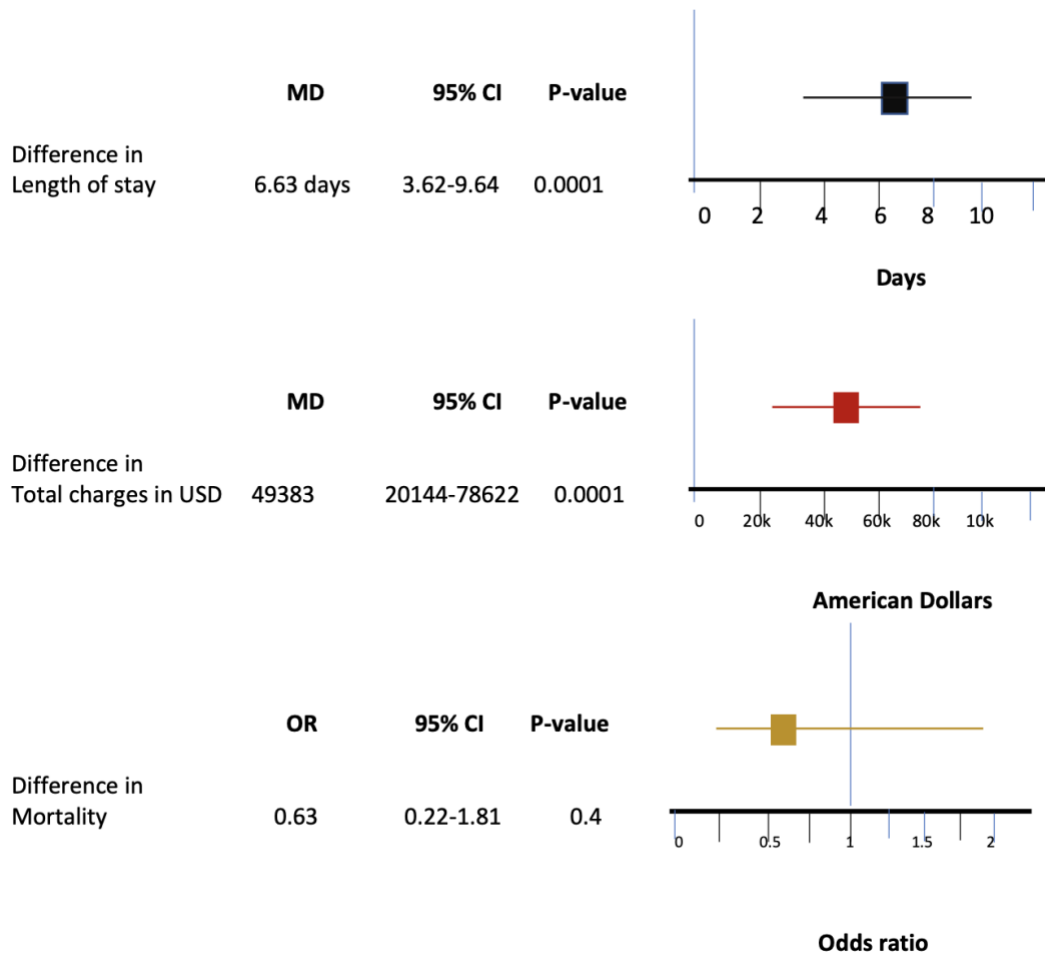 MD 95% CI P-value
Difference in
Length of stay 6.63 days 3.62-9.64 0.0001
0 2 4 6 8 10
Days
MD 95% CI P-value
Difference in
Total charges in USD 49383 20144-78622 0.0001
0 20k 40k 60k 80k 10k
American Dollars
OR 95% CI P-value
Difference in
Mortality 0.63 0.22-1.81 0.4
0 0.5 1 1.5 2
Odds ratio